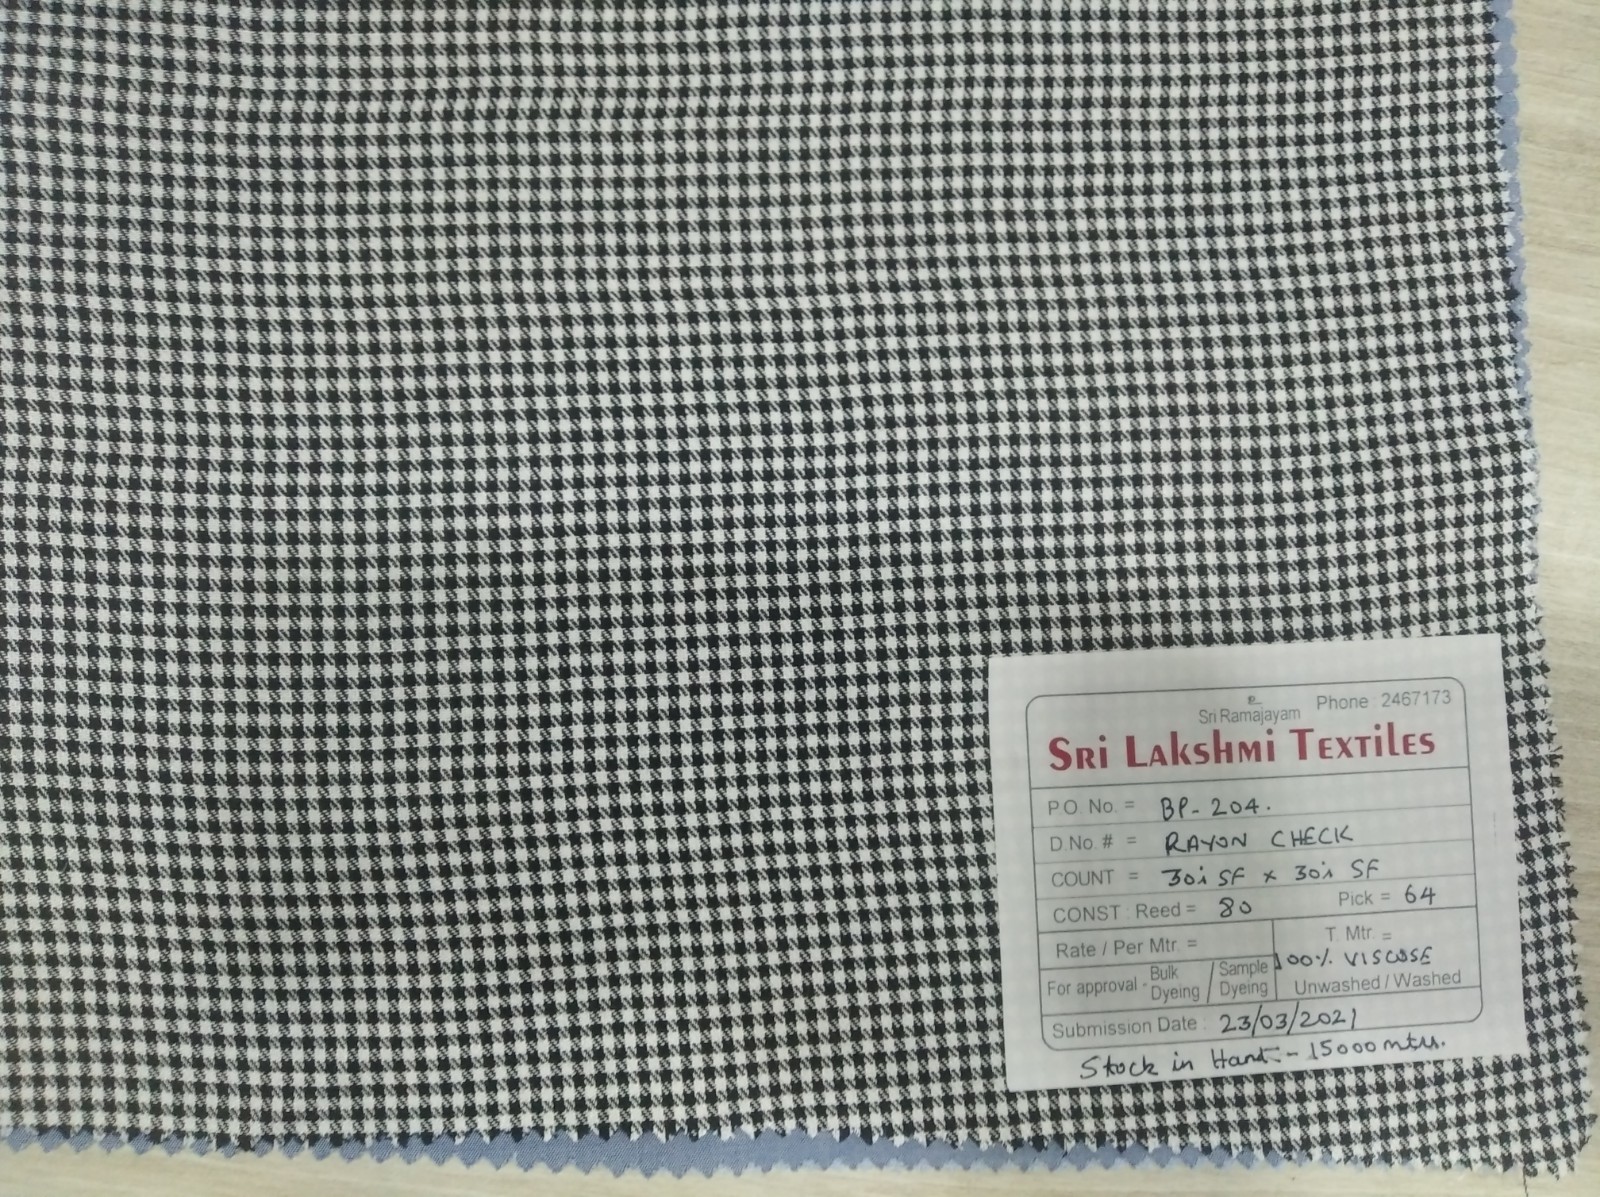 உ
Sri Ramajayam Phone : 2467173
SRi LAKSHMi TEXTiLES
P.O. No. = BP-204.
D.No. # = RAYON CHECK
COUNT = 30s SF x 30s SF
CONST : Reed = 80 Pick = 64
Rate / Per Mtr. = T. Mtr. =
100% VISCOSE
For approval - Bulk Dyeing / Sample Dyeing Unwashed / Washed
Submission Date : 23/03/2021
Stock in Hand:- 15000 mtrs.